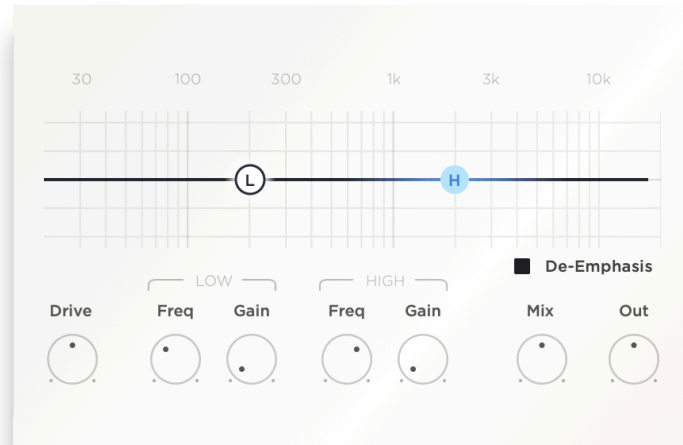 30 100 300 1k 3k 10k
L H
De-Emphasis
LOW HIGH
Drive Freq Gain Freq Gain Mix Out